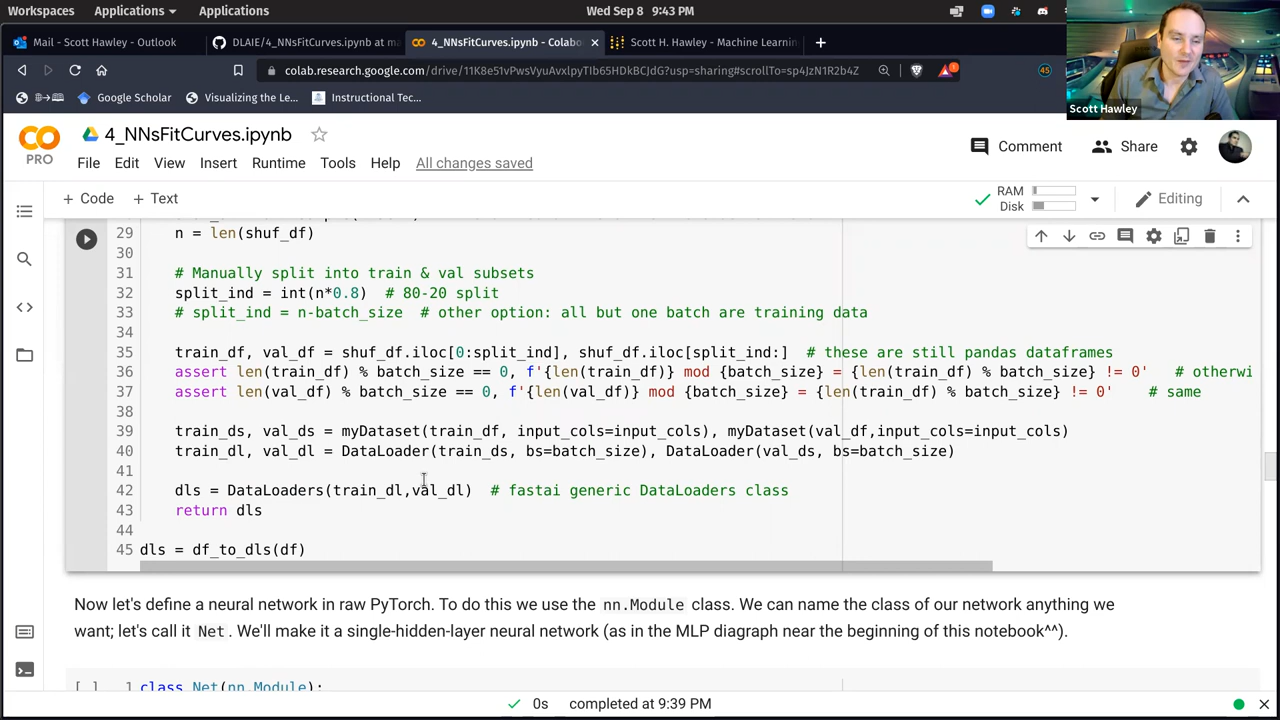 Workspaces Applications Applications Wed Sep 8 9:43 PM
Mail - Scott Hawley - Outlook DLAIE/4_NNsFitCurves.ipynb at ma 4_NNsFitCurves.ipynb - Colabo Scott H. Hawley - Machine Learnin
colab.research.google.com/drive/11K8e51vPwsVyuAvxlpyTIb65HDkBCJdG?usp=sharing#scrollTo=sp4JzN1R2b4Z 1 45
Google Scholar Visualizing the Le... Instructional Tec...
Scott Hawley
CO PRO
4_NNsFitCurves.ipynb
File Edit View Insert Runtime Tools Help All changes saved
Comment Share
+ Code + Text RAM Disk Editing
29 n = len(shuf_df)
30
31 # Manually split into train & val subsets
32 split_ind = int(n*0.8) # 80-20 split
33 # split_ind = n-batch_size # other option: all but one batch are training data
34
35 train_df, val_df = shuf_df.iloc[0:split_ind], shuf_df.iloc[split_ind:] # these are still pandas dataframes
36 assert len(train_df) % batch_size == 0, f'{len(train_df)} mod {batch_size} = {len(train_df) % batch_size} != 0' # otherwi
37 assert len(val_df) % batch_size == 0, f'{len(val_df)} mod {batch_size} = {len(train_df) % batch_size} != 0' # same
38
39 train_ds, val_ds = myDataset(train_df, input_cols=input_cols), myDataset(val_df,input_cols=input_cols)
40 train_dl, val_dl = DataLoader(train_ds, bs=batch_size), DataLoader(val_ds, bs=batch_size)
41
42 dls = DataLoaders(train_dl,val_dl) # fastai generic DataLoaders class
43 return dls
44
45 dls = df_to_dls(df)
Now let's define a neural network in raw PyTorch. To do this we use the nn.Module class. We can name the class of our network anything we
want; let's call it Net. We'll make it a single-hidden-layer neural network (as in the MLP diagraph near the beginning of this notebook^^).
[ ] 1 class Net(nn.Module):
0s completed at 9:39 PM